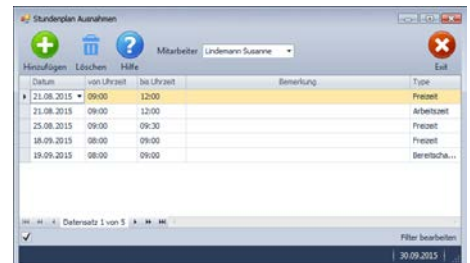 Stundenplan Ausnahmen
Hinzufügen Löschen Hilfe Mitarbeiter Lindemann Susanne Exit
Datum von Uhrzeit bis Uhrzeit Bemerkung Type
21.08.2015 09:00 12:00 Freizeit
21.08.2015 09:00 12:00 Arbeitszeit
25.08.2015 09:00 09:30 Freizeit
18.09.2015 08:00 09:00 Freizeit
19.09.2015 08:00 09:00 Bereitscha...
Datensatz 1 von 5
Filter bearbeiten
30.09.2015